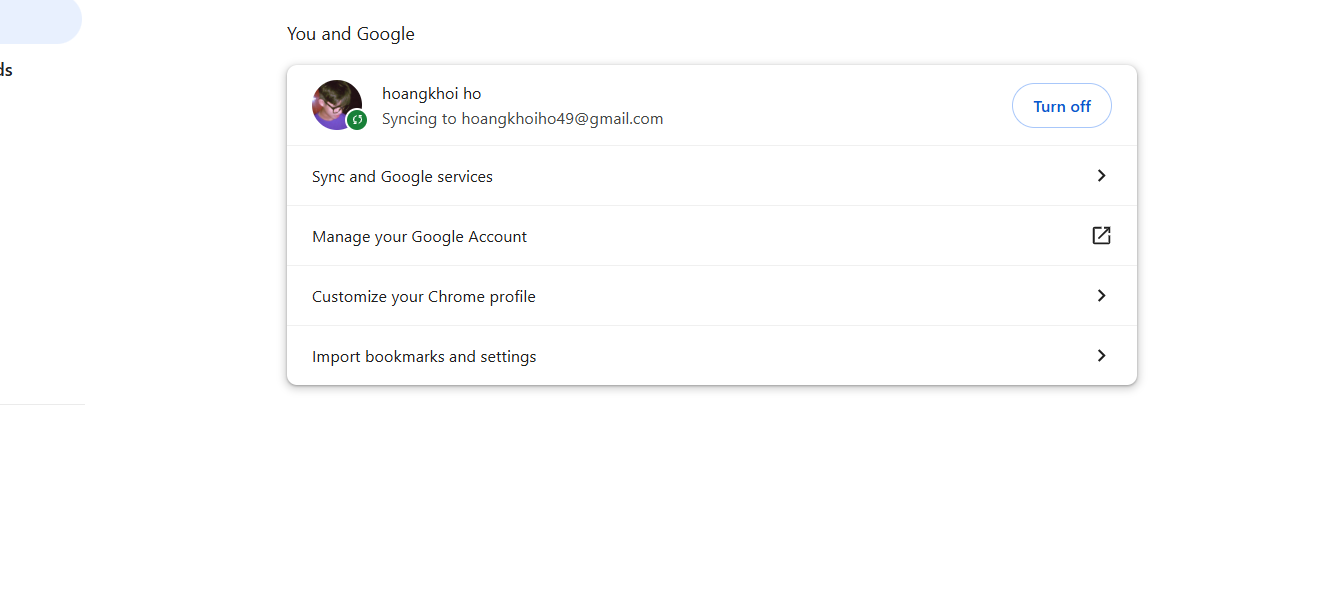 You and Google
ds
hoangkhoi ho
Syncing to hoangkhoiho49@gmail.com
Turn off
Sync and Google services
Manage your Google Account
Customize your Chrome profile
Import bookmarks and settings